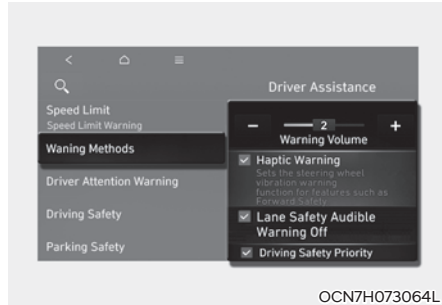 Driver Assistance
Speed Limit
Speed Limit Warning
Waning Methods
Driver Attention Warning
Driving Safety
Parking Safety
− 2 +
Warning Volume
Haptic Warning
Sets the steering wheel
vibration warning
function for features such as
Forward Safety
Lane Safety Audible
Warning Off
Driving Safety Priority
OCN7H073064L